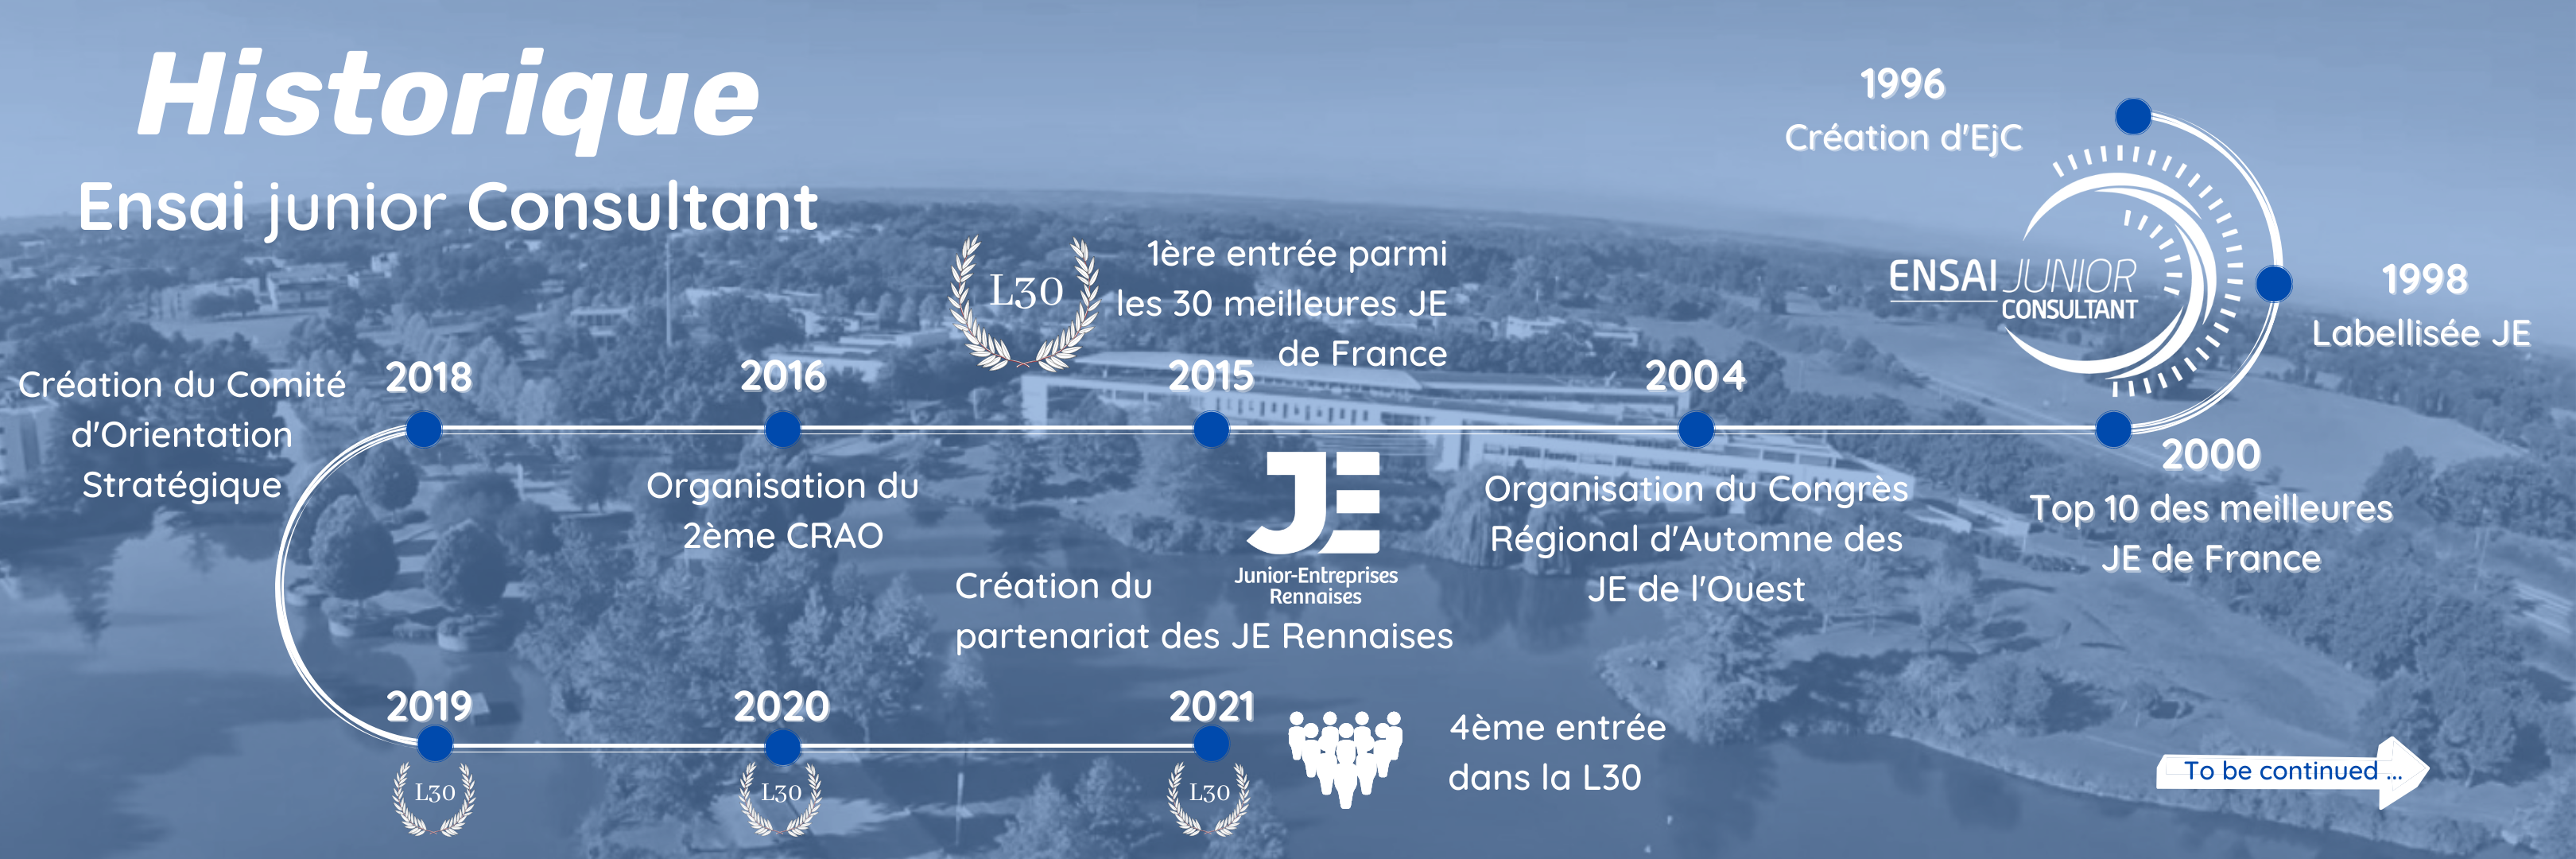 Historique
Ensai junior Consultant
1996
Création d'EjC
ENSAI JUNIOR
CONSULTANT
1998
Labellisée JE
2000
Top 10 des meilleures
JE de France
2004
Organisation du Congrès
Régional d'Automne des
JE de l'Ouest
L30
1ère entrée parmi
les 30 meilleures JE
de France
2015
JE
Junior-Entreprises
Rennaises
Création du
partenariat des JE Rennaises
2016
Organisation du
2ème CRAO
2018
Création du Comité
d'Orientation
Stratégique
2019
L30
2020
L30
2021
L30
4ème entrée
dans la L30
To be continued ...